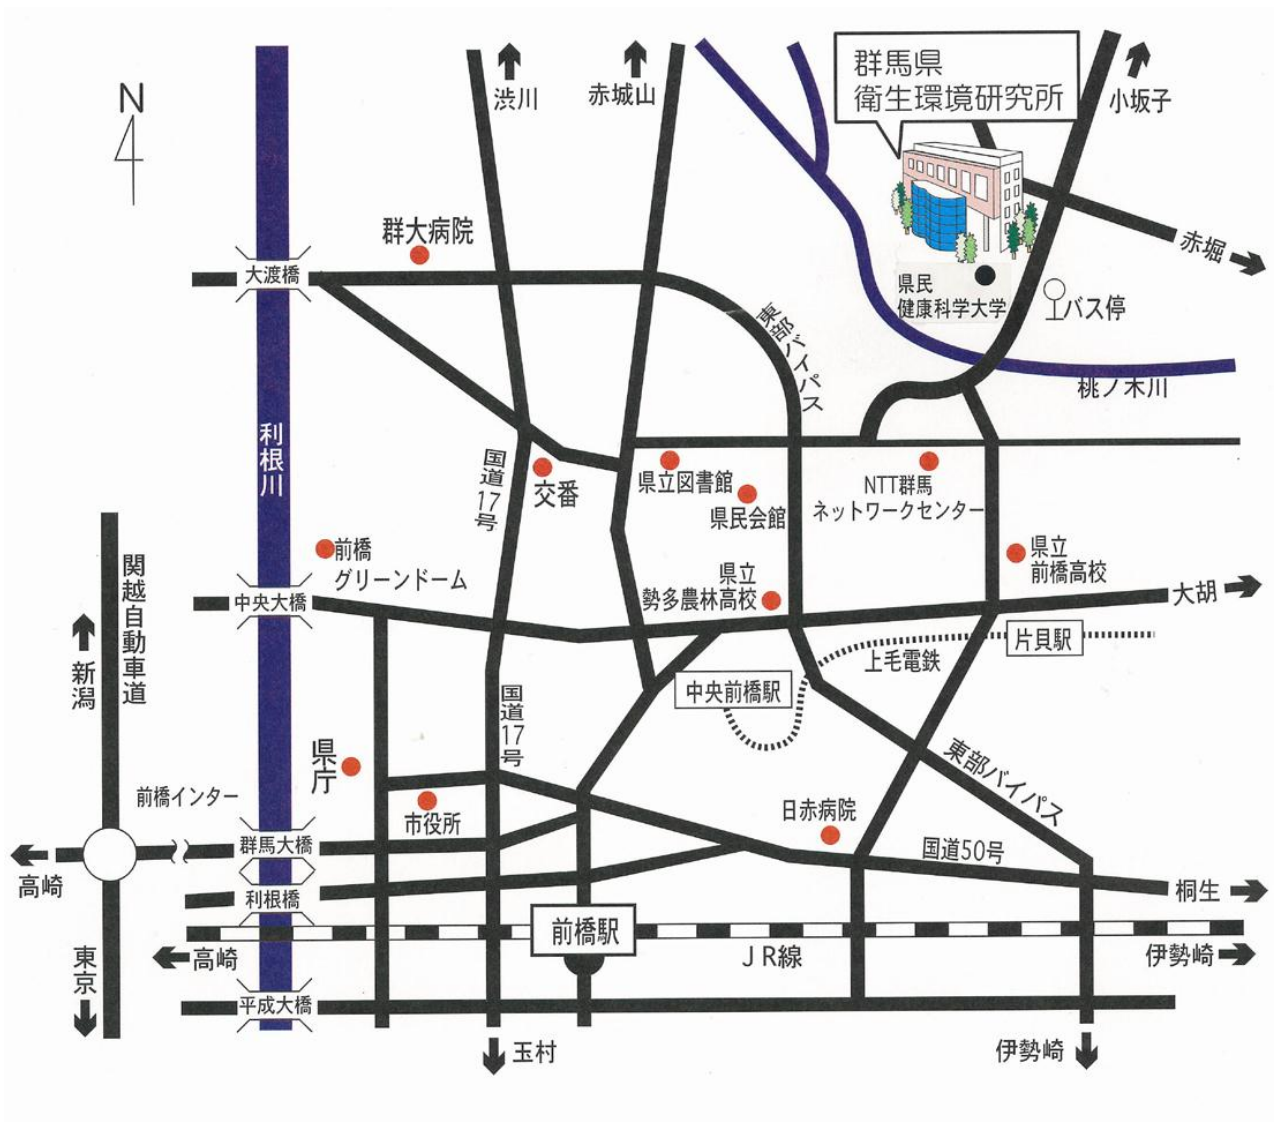 N
渋川
赤城山
群馬県
衛生環境研究所
小坂子
群大病院
赤堀
大渡橋
県民
健康科学大学
バス停
東部バイパス
桃ノ木川
利根川
国道17号
交番
県立図書館
県民会館
NTT群馬
ネットワークセンター
前橋
グリーンドーム
県立
前橋高校
県立
勢多農林高校
中央大橋
大胡
関越自動車道
新潟
片貝駅
上毛電鉄
中央前橋駅
国道17号
県庁
東部バイパス
前橋インター
市役所
日赤病院
群馬大橋
国道50号
高崎
利根橋
桐生
前橋駅
高崎
JR線
伊勢崎
東京
平成大橋
玉村
伊勢崎